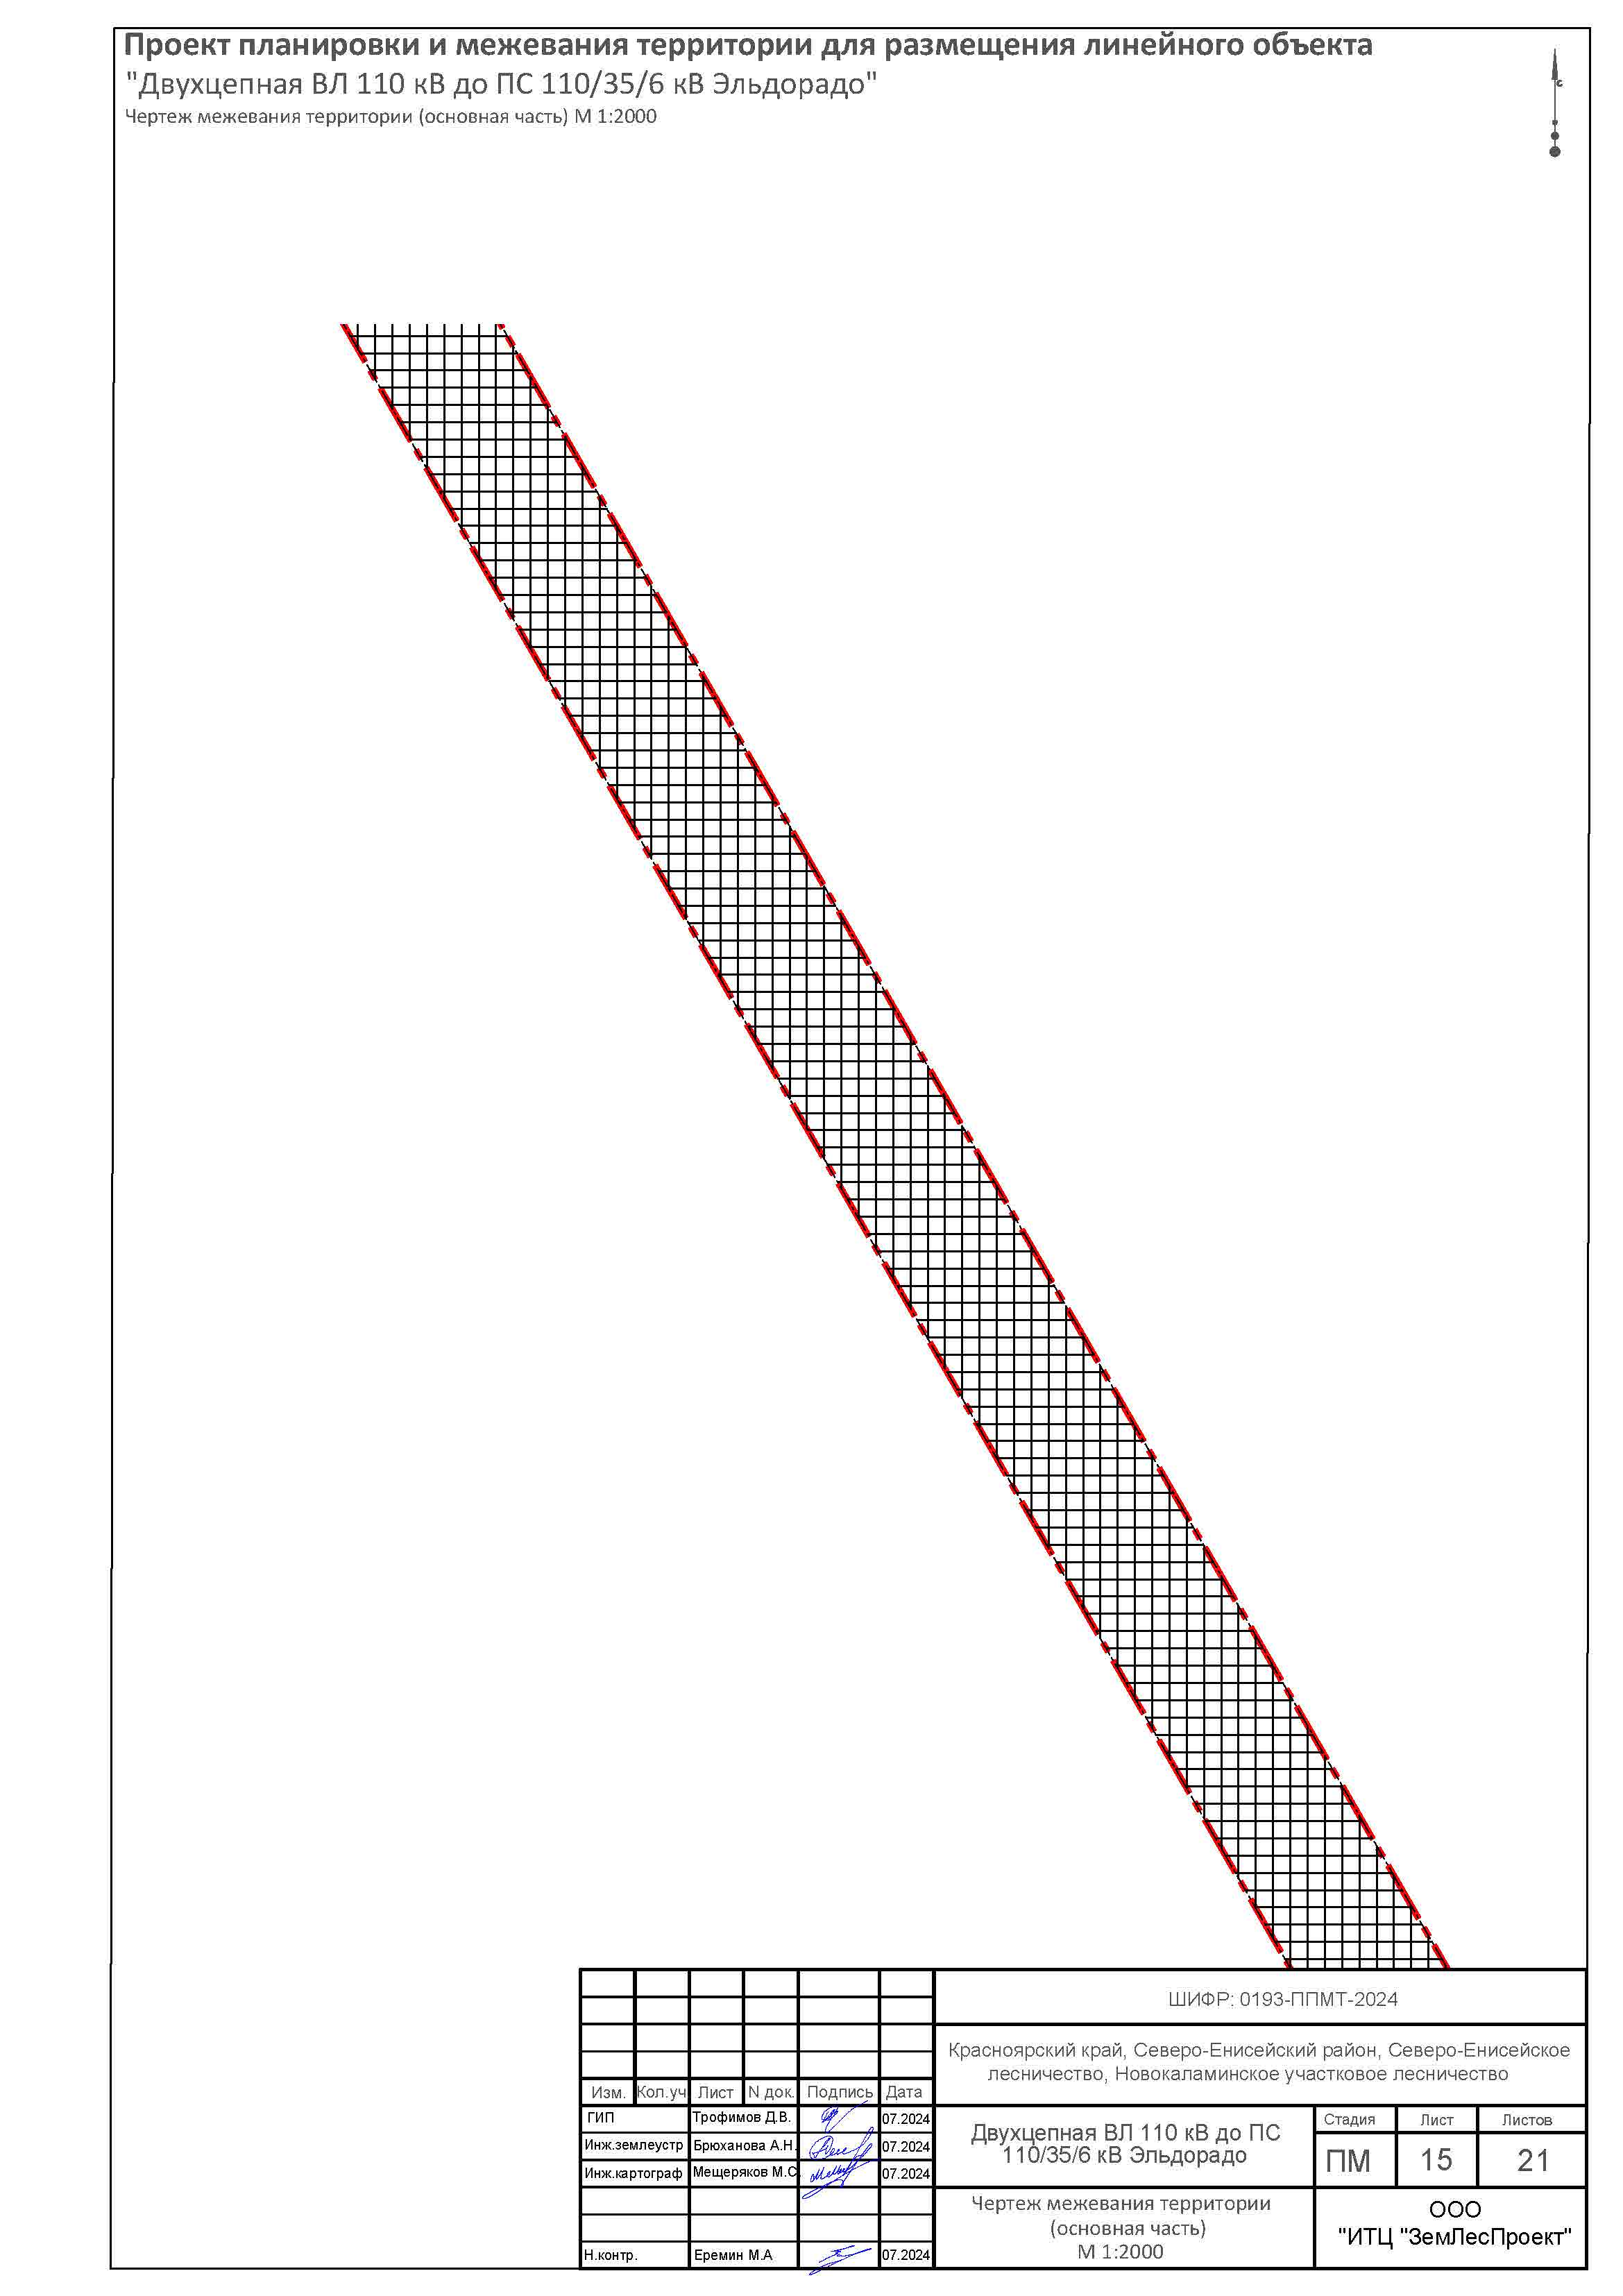 Проект планировки и межевания территории для размещения линейного объекта
"Двухцепная ВЛ 110 кВ до ПС 110/35/6 кВ Эльдорадо"
Чертеж межевания территории (основная часть) М 1:2000
с
ШИФР: 0193-ППМТ-2024
Красноярский край, Северо-Енисейский район, Северо-Енисейское
лесничество, Новокаламинское участковое лесничество
Изм. Кол.уч Лист N док. Подпись Дата
ГИП Трофимов Д.В. 07.2024
Инж.землеустр Брюханова А.Н. 07.2024
Инж.картограф Мещеряков М.С. 07.2024
Н.контр. Еремин М.А 07.2024
Двухцепная ВЛ 110 кВ до ПС
110/35/6 кВ Эльдорадо
Стадия Лист Листов
ПМ 15 21
Чертеж межевания территории
(основная часть)
М 1:2000
ООО
"ИТЦ "ЗемЛесПроект"